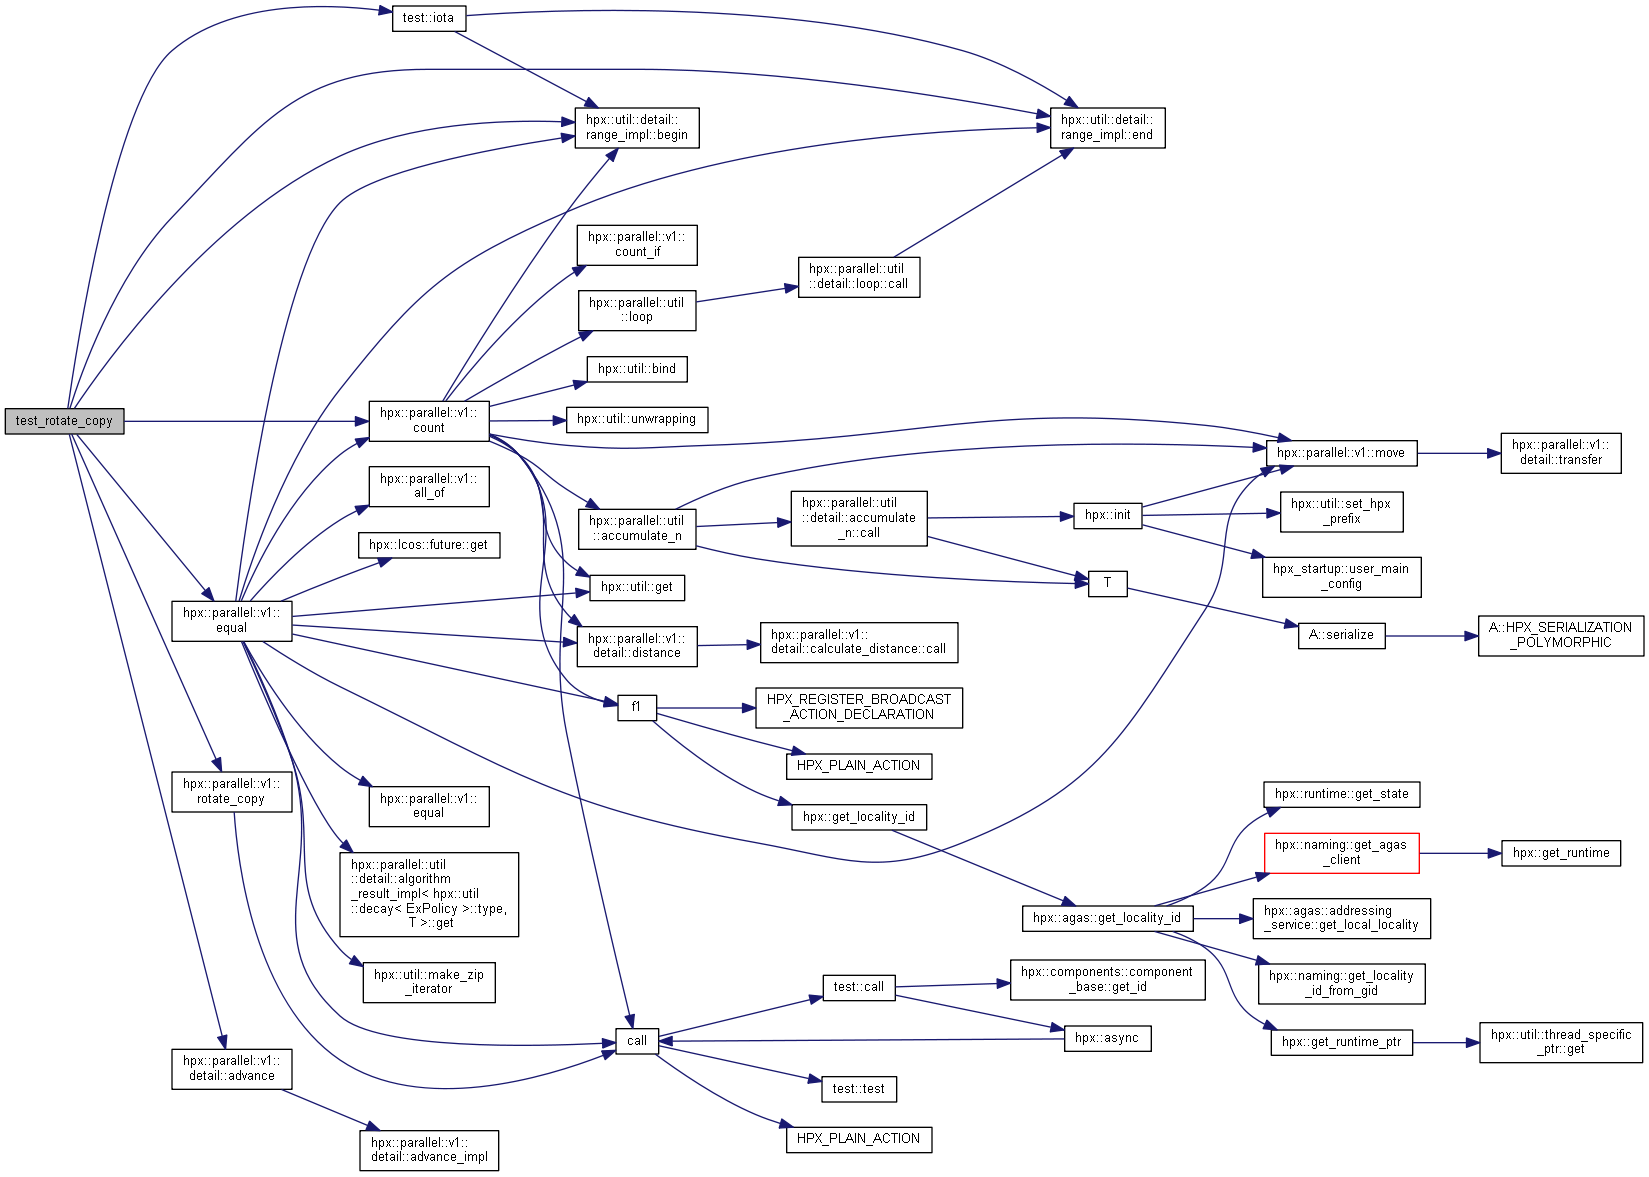 test_rotate_copy
test::iota
hpx::util::detail::
range_impl::begin
hpx::util::detail::
range_impl::end
hpx::parallel::v1::
count_if
hpx::parallel::util
::loop
hpx::parallel::util
::detail::loop::call
hpx::util::bind
hpx::parallel::v1::
count
hpx::util::unwrapping
hpx::parallel::v1::move
hpx::parallel::v1::
detail::transfer
hpx::parallel::v1::
all_of
hpx::parallel::util
::accumulate_n
hpx::parallel::util
::detail::accumulate
_n::call
hpx::init
hpx::util::set_hpx
_prefix
hpx::lcos::future::get
hpx_startup::user_main
_config
hpx::util::get
T
hpx::parallel::v1::
equal
hpx::parallel::v1::
detail::distance
hpx::parallel::v1::
detail::calculate_distance::call
A::serialize
A::HPX_SERIALIZATION
_POLYMORPHIC
f1
HPX_REGISTER_BROADCAST
_ACTION_DECLARATION
HPX_PLAIN_ACTION
hpx::parallel::v1::
rotate_copy
hpx::parallel::v1::
equal
hpx::get_locality_id
hpx::runtime::get_state
hpx::naming::get_agas
_client
hpx::get_runtime
hpx::parallel::util
::detail::algorithm
_result_impl< hpx::util
::decay< ExPolicy >::type,
T >::get
hpx::agas::get_locality_id
hpx::agas::addressing
_service::get_local_locality
hpx::util::make_zip
_iterator
test::call
hpx::components::component
_base::get_id
hpx::naming::get_locality
_id_from_gid
call
hpx::async
hpx::get_runtime_ptr
hpx::util::thread_specific
_ptr::get
hpx::parallel::v1::
detail::advance
test::test
HPX_PLAIN_ACTION
hpx::parallel::v1::
detail::advance_impl